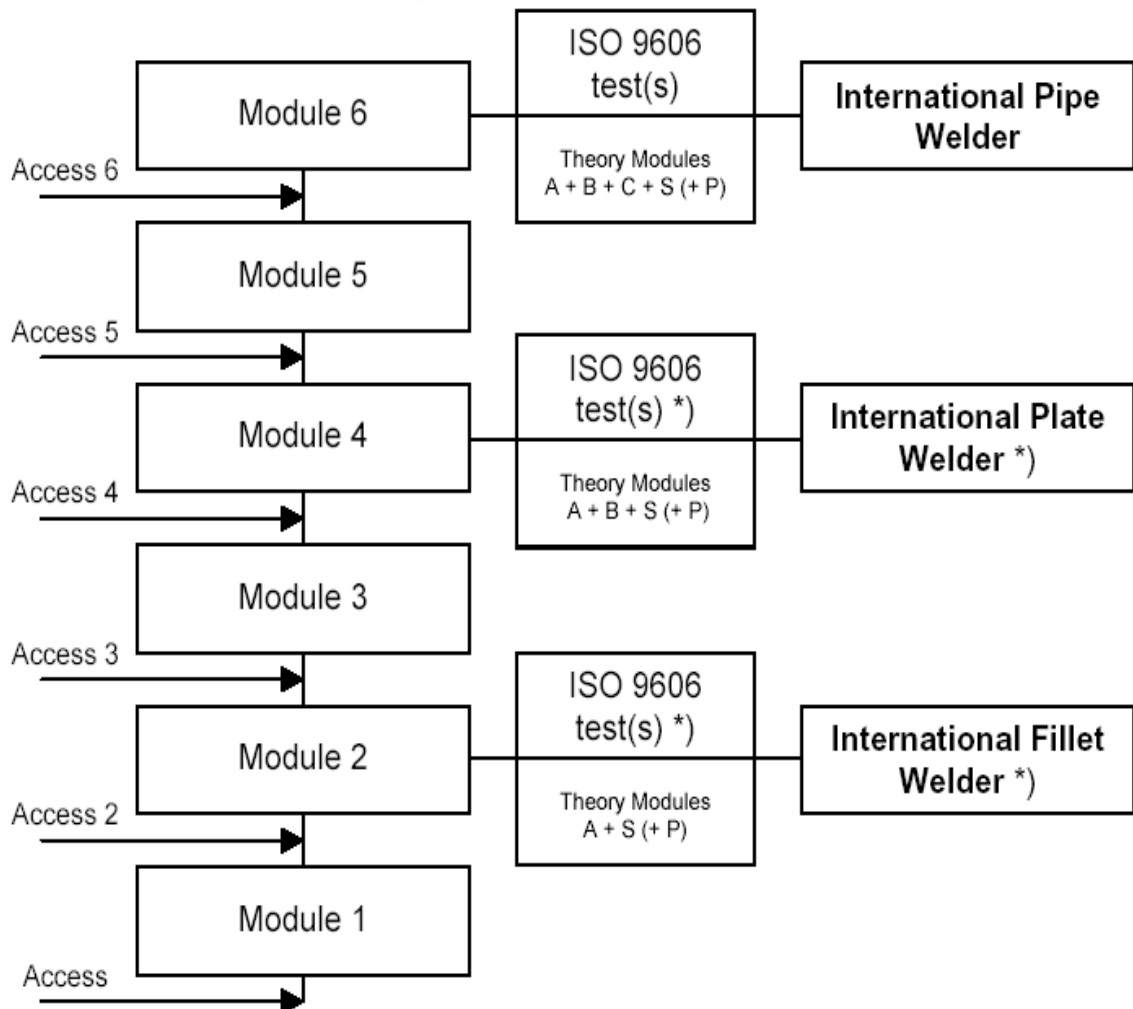 ISO 9606
test(s)
Module 6
International Pipe
Welder
Theory Modules
A + B + C + S (+ P)
Access 6
Module 5
Access 5
ISO 9606
test(s) *)
Module 4
International Plate
Welder *)
Theory Modules
A + B + S (+ P)
Access 4
Module 3
Access 3
ISO 9606
test(s) *)
Module 2
International Fillet
Welder *)
Theory Modules
A + S (+ P)
Access 2
Module 1
Access